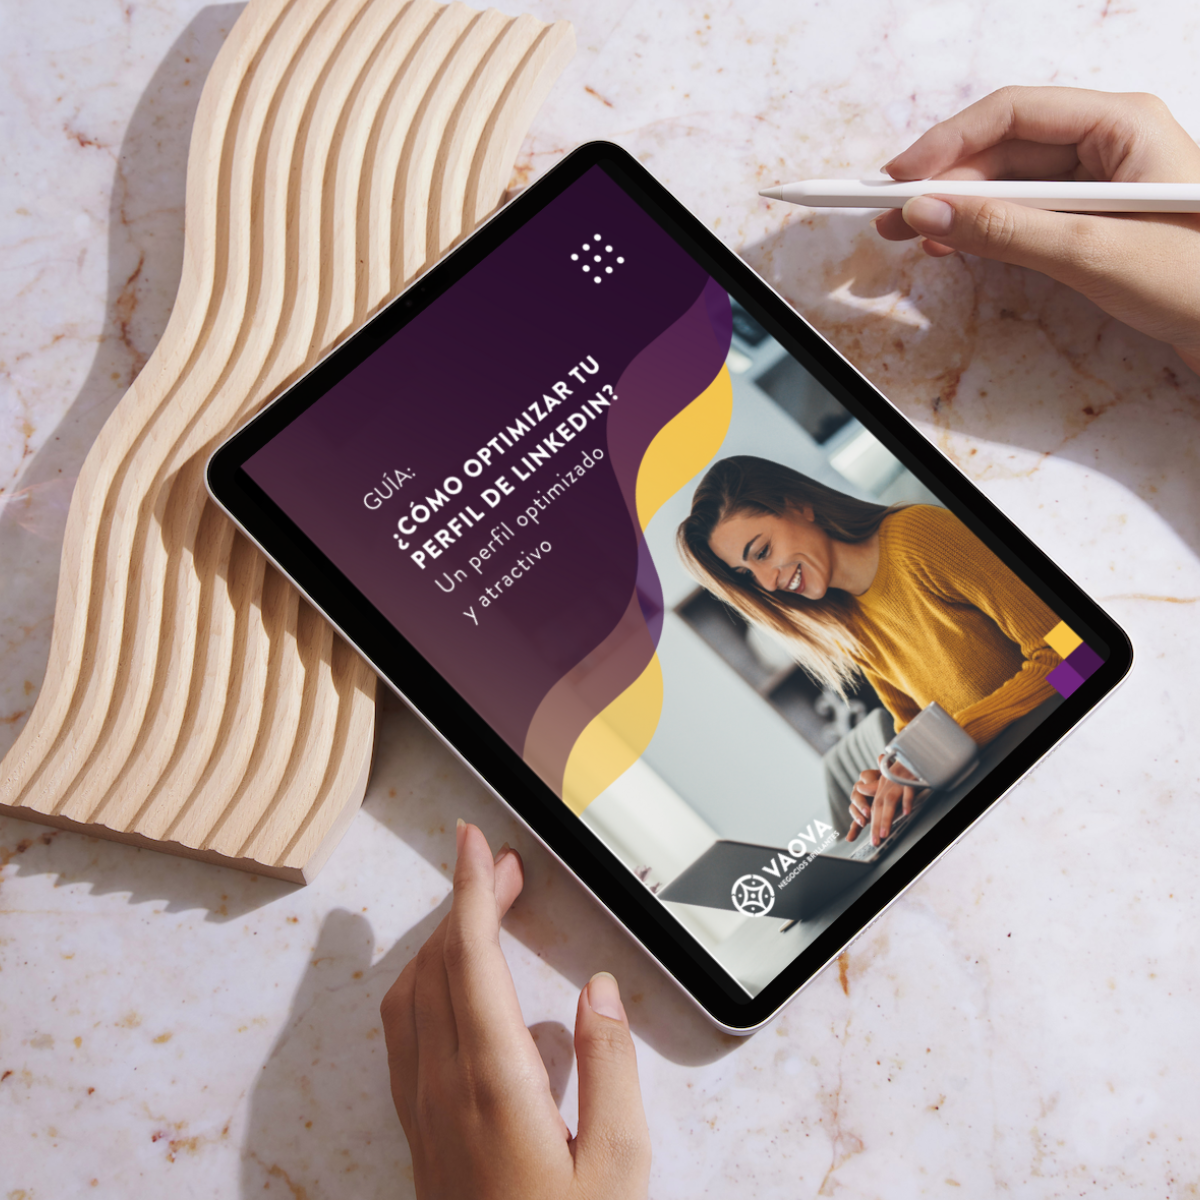 GUÍA:
¿CÓMO OPTIMIZAR TU
PERFIL DE LINKEDIN?
Un perfil optimizado
y atractivo
VAOVA
NEGOCIOS BRILLANTES